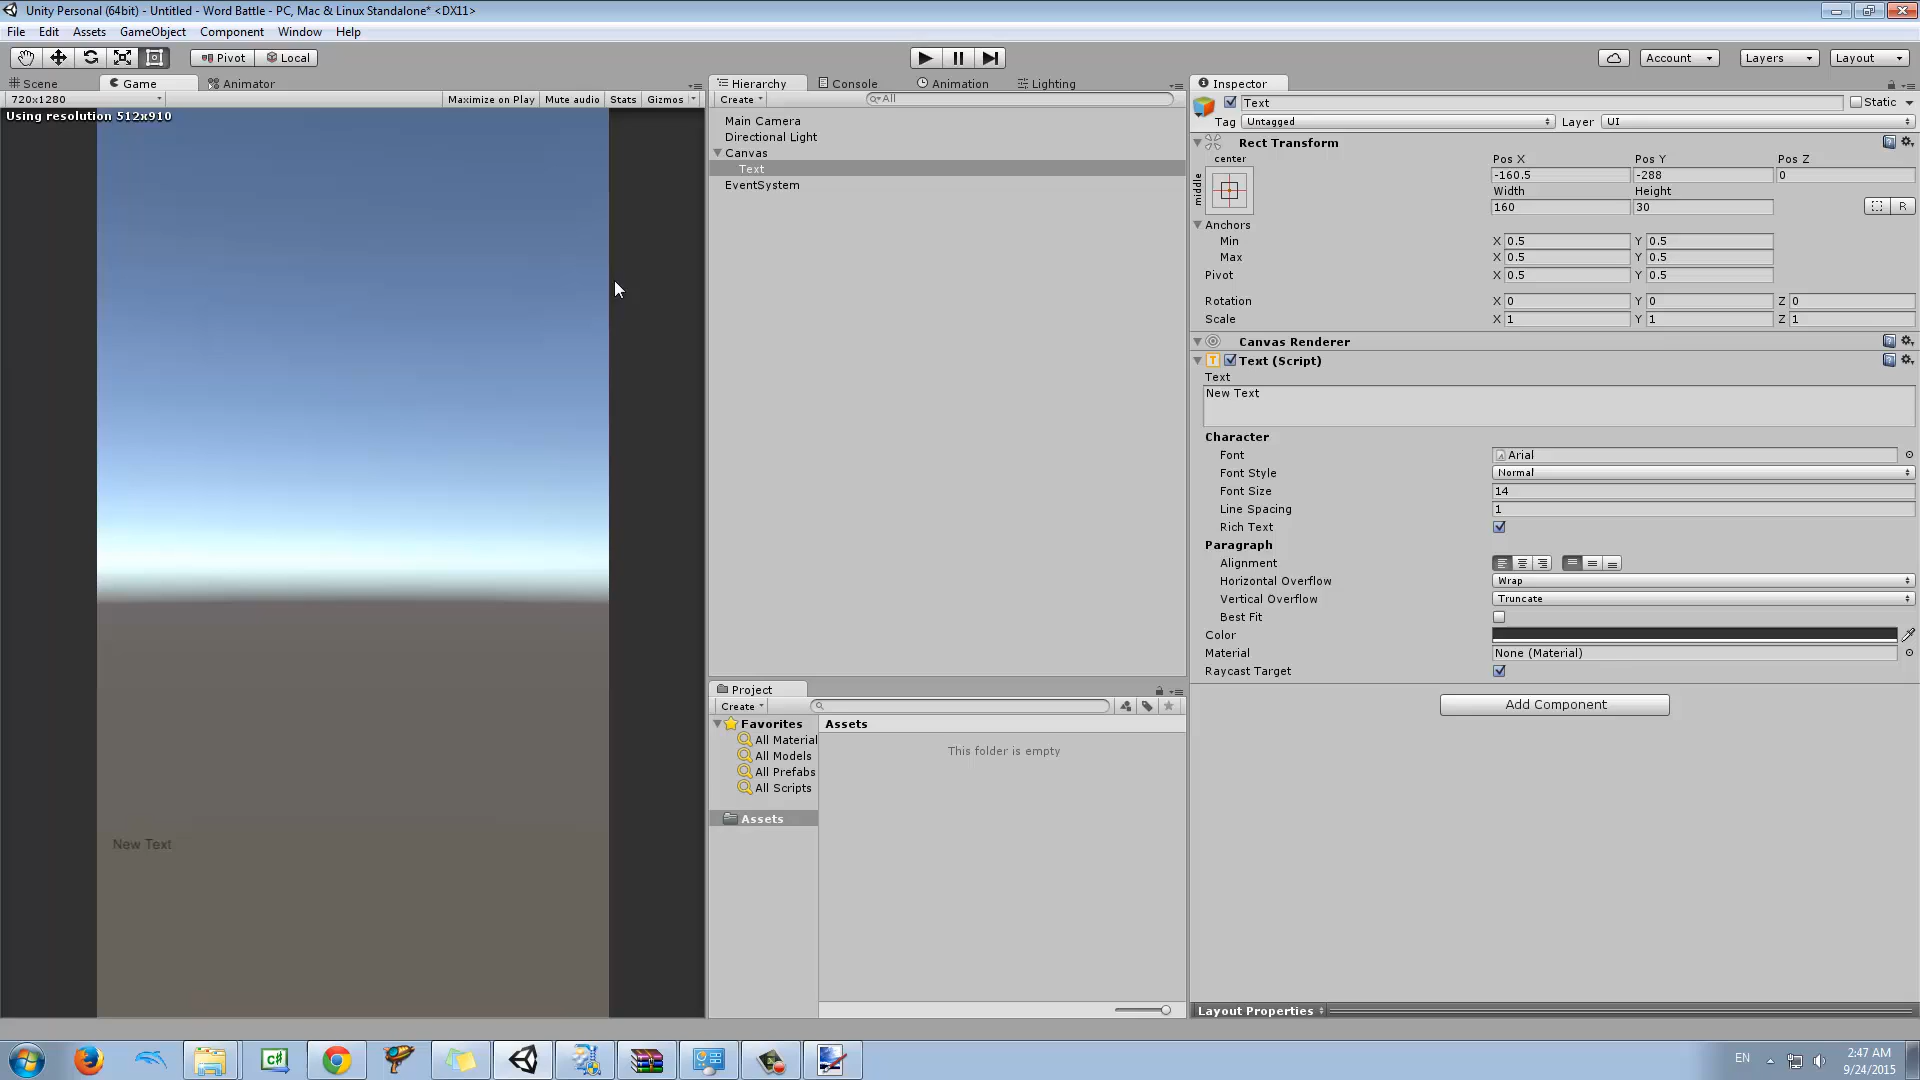 Unity Personal (64bit) - Untitled - Word Battle - PC, Mac & Linux Standalone* <DX11>
File Edit Assets GameObject Component Window Help
Pivot Local Account Layers Layout
Scene Game Animator
720x1280 Maximize on Play Mute audio Stats Gizmos
Using resolution 512x910
New Text
Hierarchy Console Animation Lighting
Create All
Main Camera
Directional Light
Canvas
Text
EventSystem
Project
Create
Favorites
All Material
All Models
All Prefabs
All Scripts
Assets
Assets
This folder is empty
Inspector
Text Static
Tag Untagged Layer UI
Rect Transform
center
middle
Pos X Pos Y Pos Z
-160.5 -288 0
Width Height
160 30
R
Anchors
Min X 0.5 Y 0.5
Max X 0.5 Y 0.5
Pivot X 0.5 Y 0.5
Rotation X 0 Y 0 Z 0
Scale X 1 Y 1 Z 1
Canvas Renderer
T Text (Script)
Text
New Text
Character
Font Arial
Font Style Normal
Font Size 14
Line Spacing 1
Rich Text
Paragraph
Alignment
Horizontal Overflow Wrap
Vertical Overflow Truncate
Best Fit
Color
Material None (Material)
Raycast Target
Add Component
Layout Properties
C#
EN
2:47 AM
9/24/2015